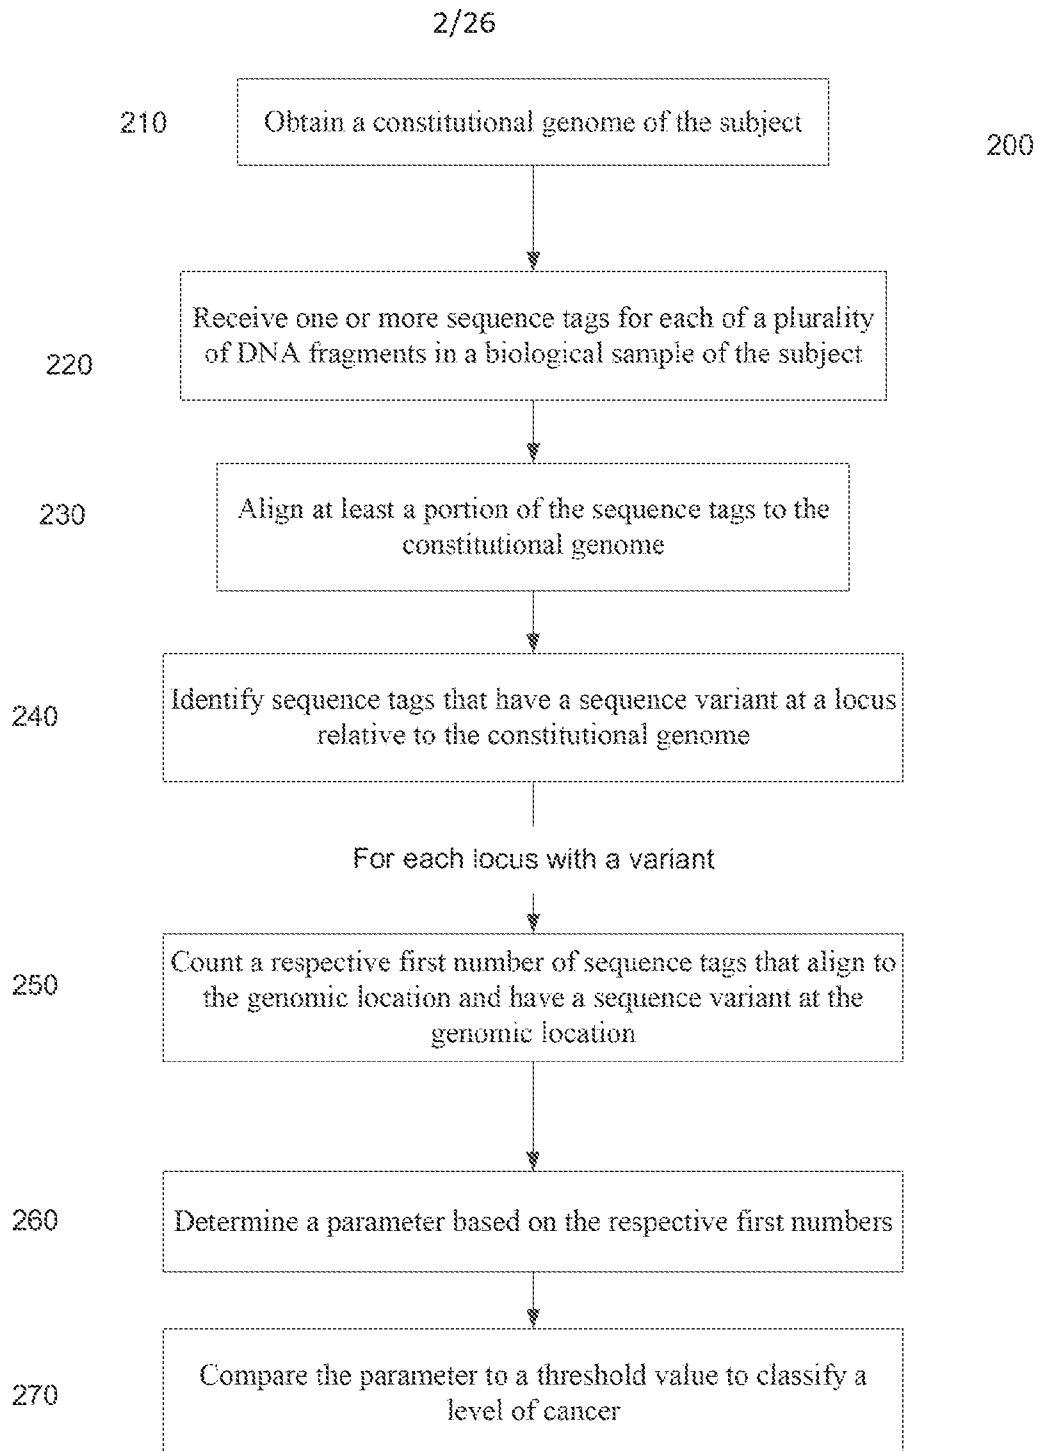 2/26
210
Obtain a constitutional genome of the subject
200
Receive one or more sequence tags for each of a plurality
of DNA fragments in a biological sample of the subject
220
230
Align at least a portion of the sequence tags to the
constitutional genome
240
Identify sequence tags that have a sequence variant at a locus
relative to the constitutional genome
For each locus with a variant
250
Count a respective first number of sequence tags that align to
the genomic location and have a sequence variant at the
genomic location
260
Determine a parameter based on the respective first numbers
270
Compare the parameter to a threshold value to classify a
level of cancer